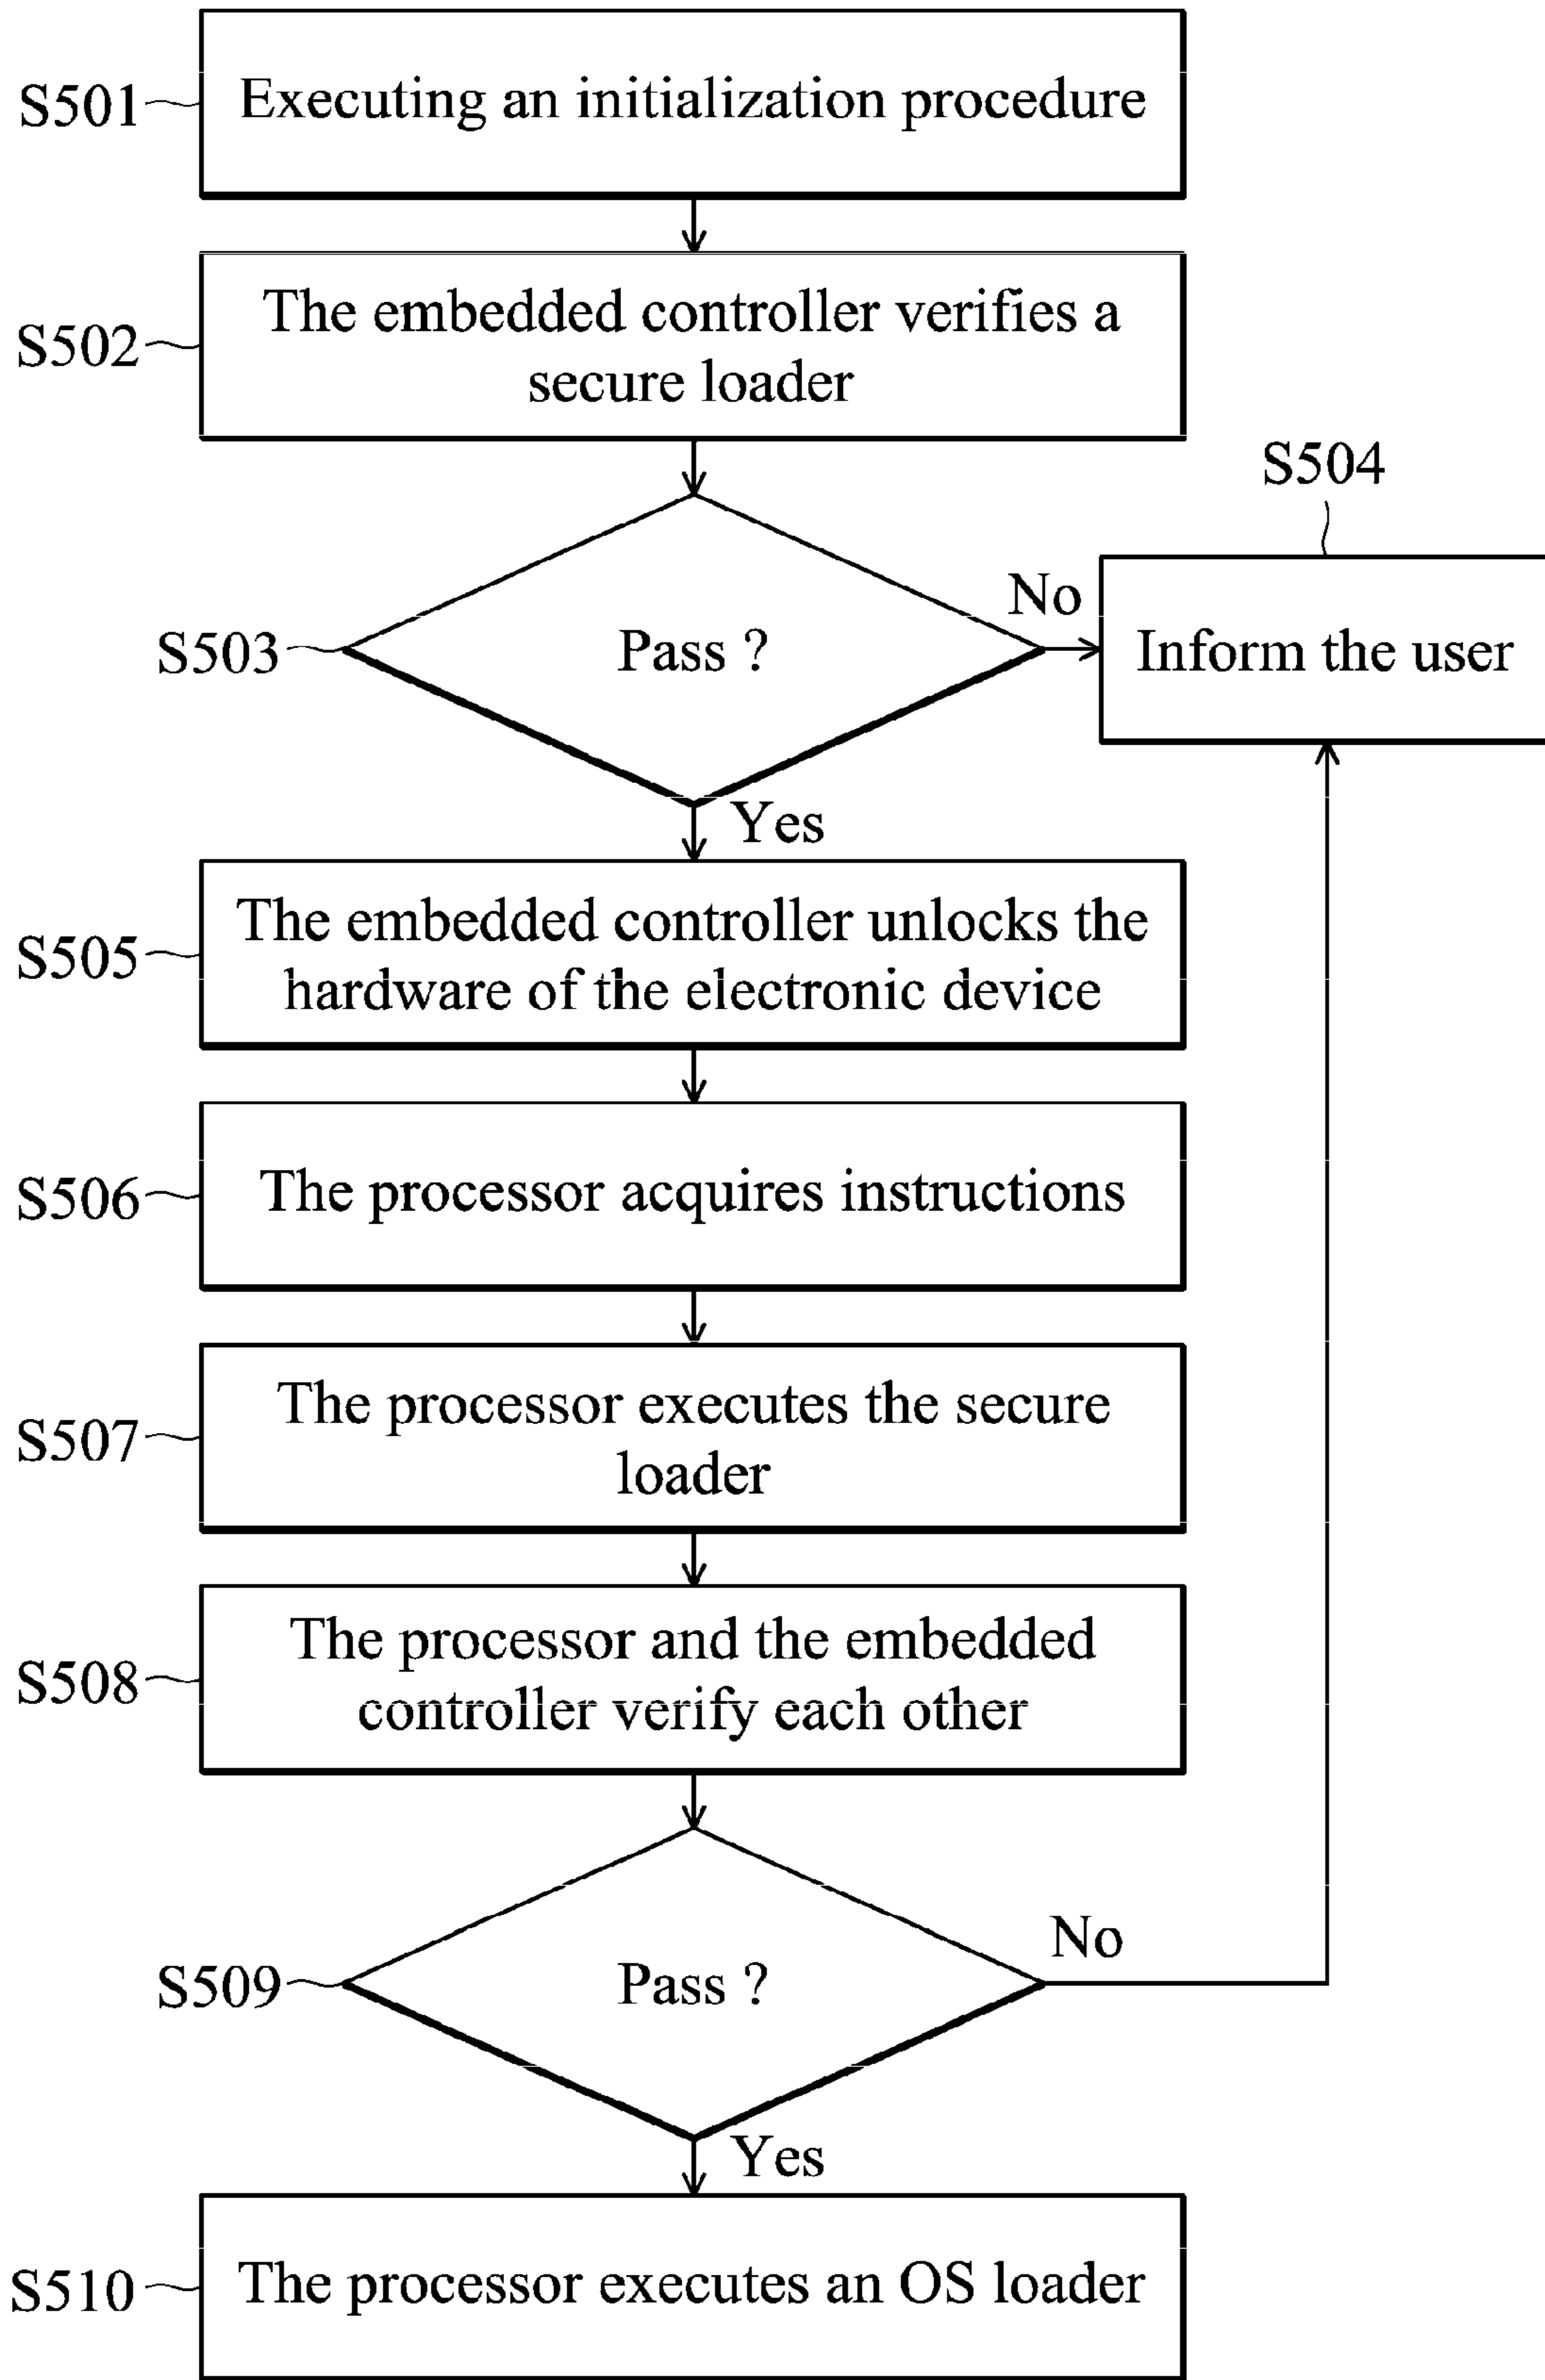 S501
Executing an initialization procedure
S502
The embedded controller verifies a
secure loader
S503
Pass ?
No
S504
Inform the user
Yes
S505
The embedded controller unlocks the
hardware of the electronic device
S506
The processor acquires instructions
S507
The processor executes the secure
loader
S508
The processor and the embedded
controller verify each other
S509
Pass ?
No
Yes
S510
The processor executes an OS loader